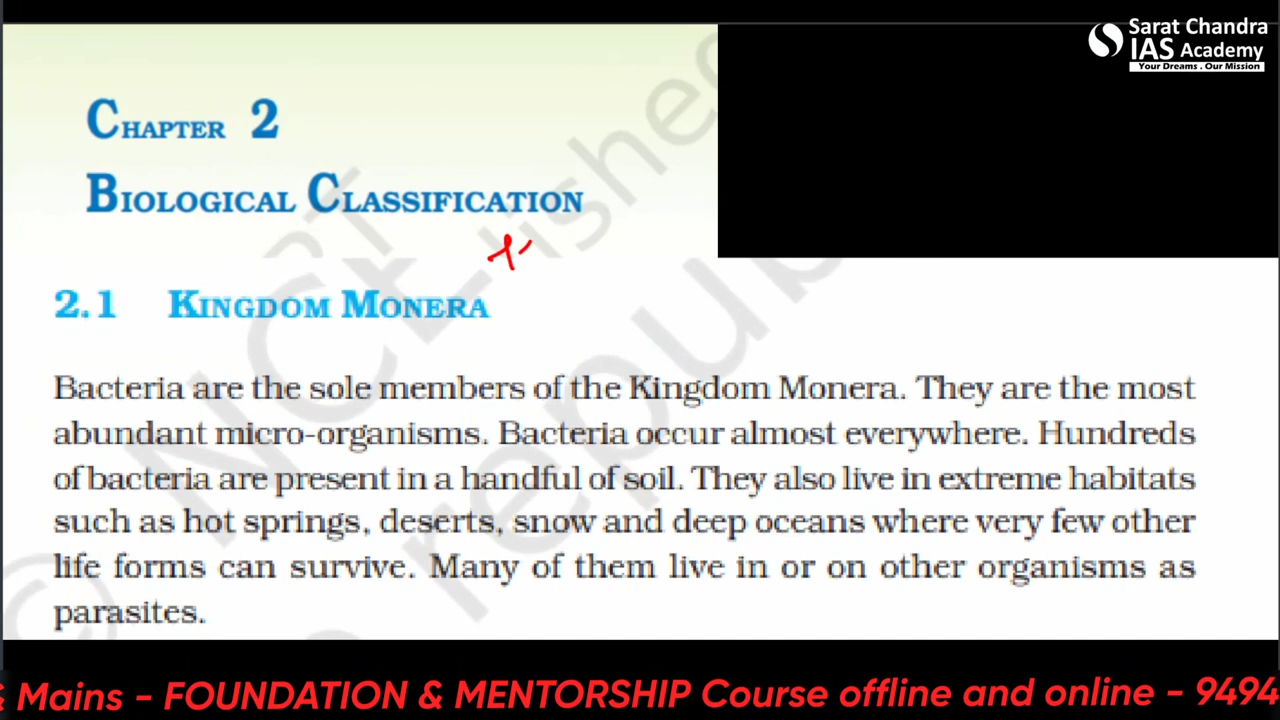 Sarat Chandra
IAS Academy
Your Dreams . Our Mission
CHAPTER 2
BIOLOGICAL CLASSIFICATION
2.1 KINGDOM MONERA
Bacteria are the sole members of the Kingdom Monera. They are the most
abundant micro-organisms. Bacteria occur almost everywhere. Hundreds
of bacteria are present in a handful of soil. They also live in extreme habitats
such as hot springs, deserts, snow and deep oceans where very few other
life forms can survive. Many of them live in or on other organisms as
parasites.
& Mains - FOUNDATION & MENTORSHIP Course offline and online - 9494